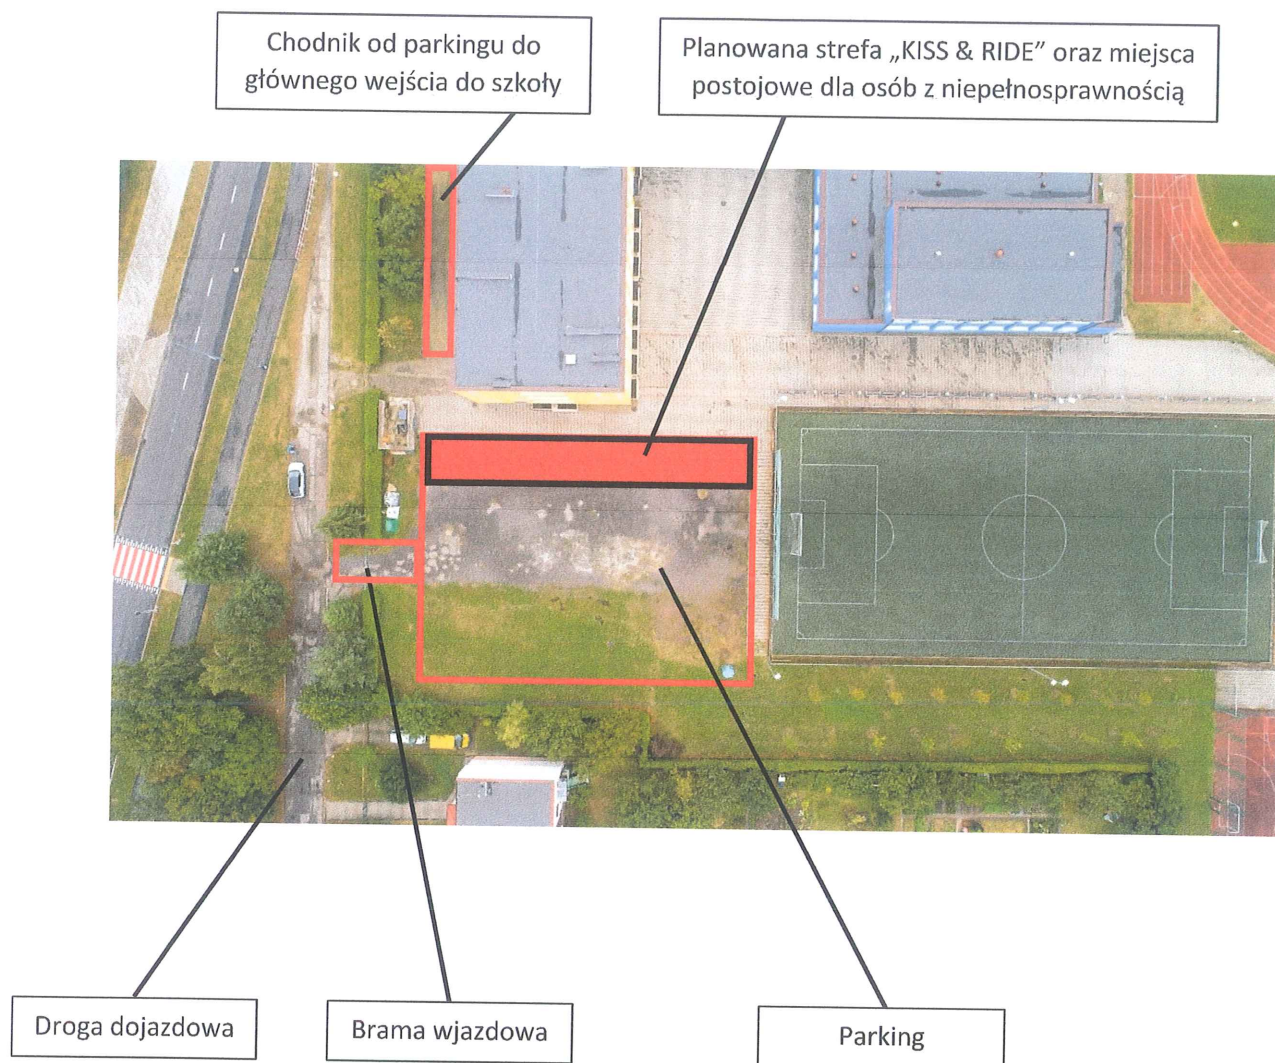 Chodnik od parkingu do
głównego wejścia do szkoły
Planowana strefa „KISS & RIDE” oraz miejsca
postojowe dla osób z niepełnosprawnością
Droga dojazdowa
Brama wjazdowa
Parking